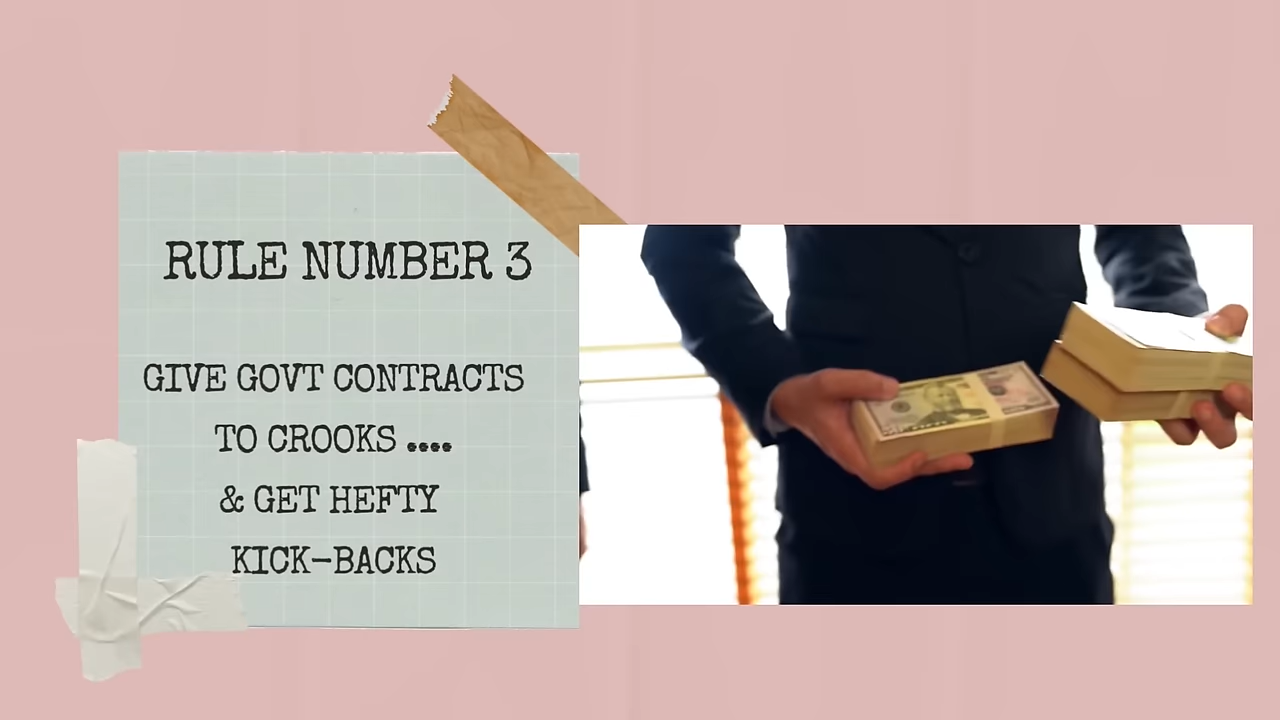 RULE NUMBER 3
GIVE GOVT CONTRACTS
TO CROOKS ....
& GET HEFTY
KICK-BACKS